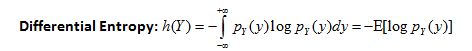 Differential Entropy: h(Y) = −∫_{−∞}^{+∞} p_Y(y) log p_Y(y)dy = −E[log p_Y(y)]